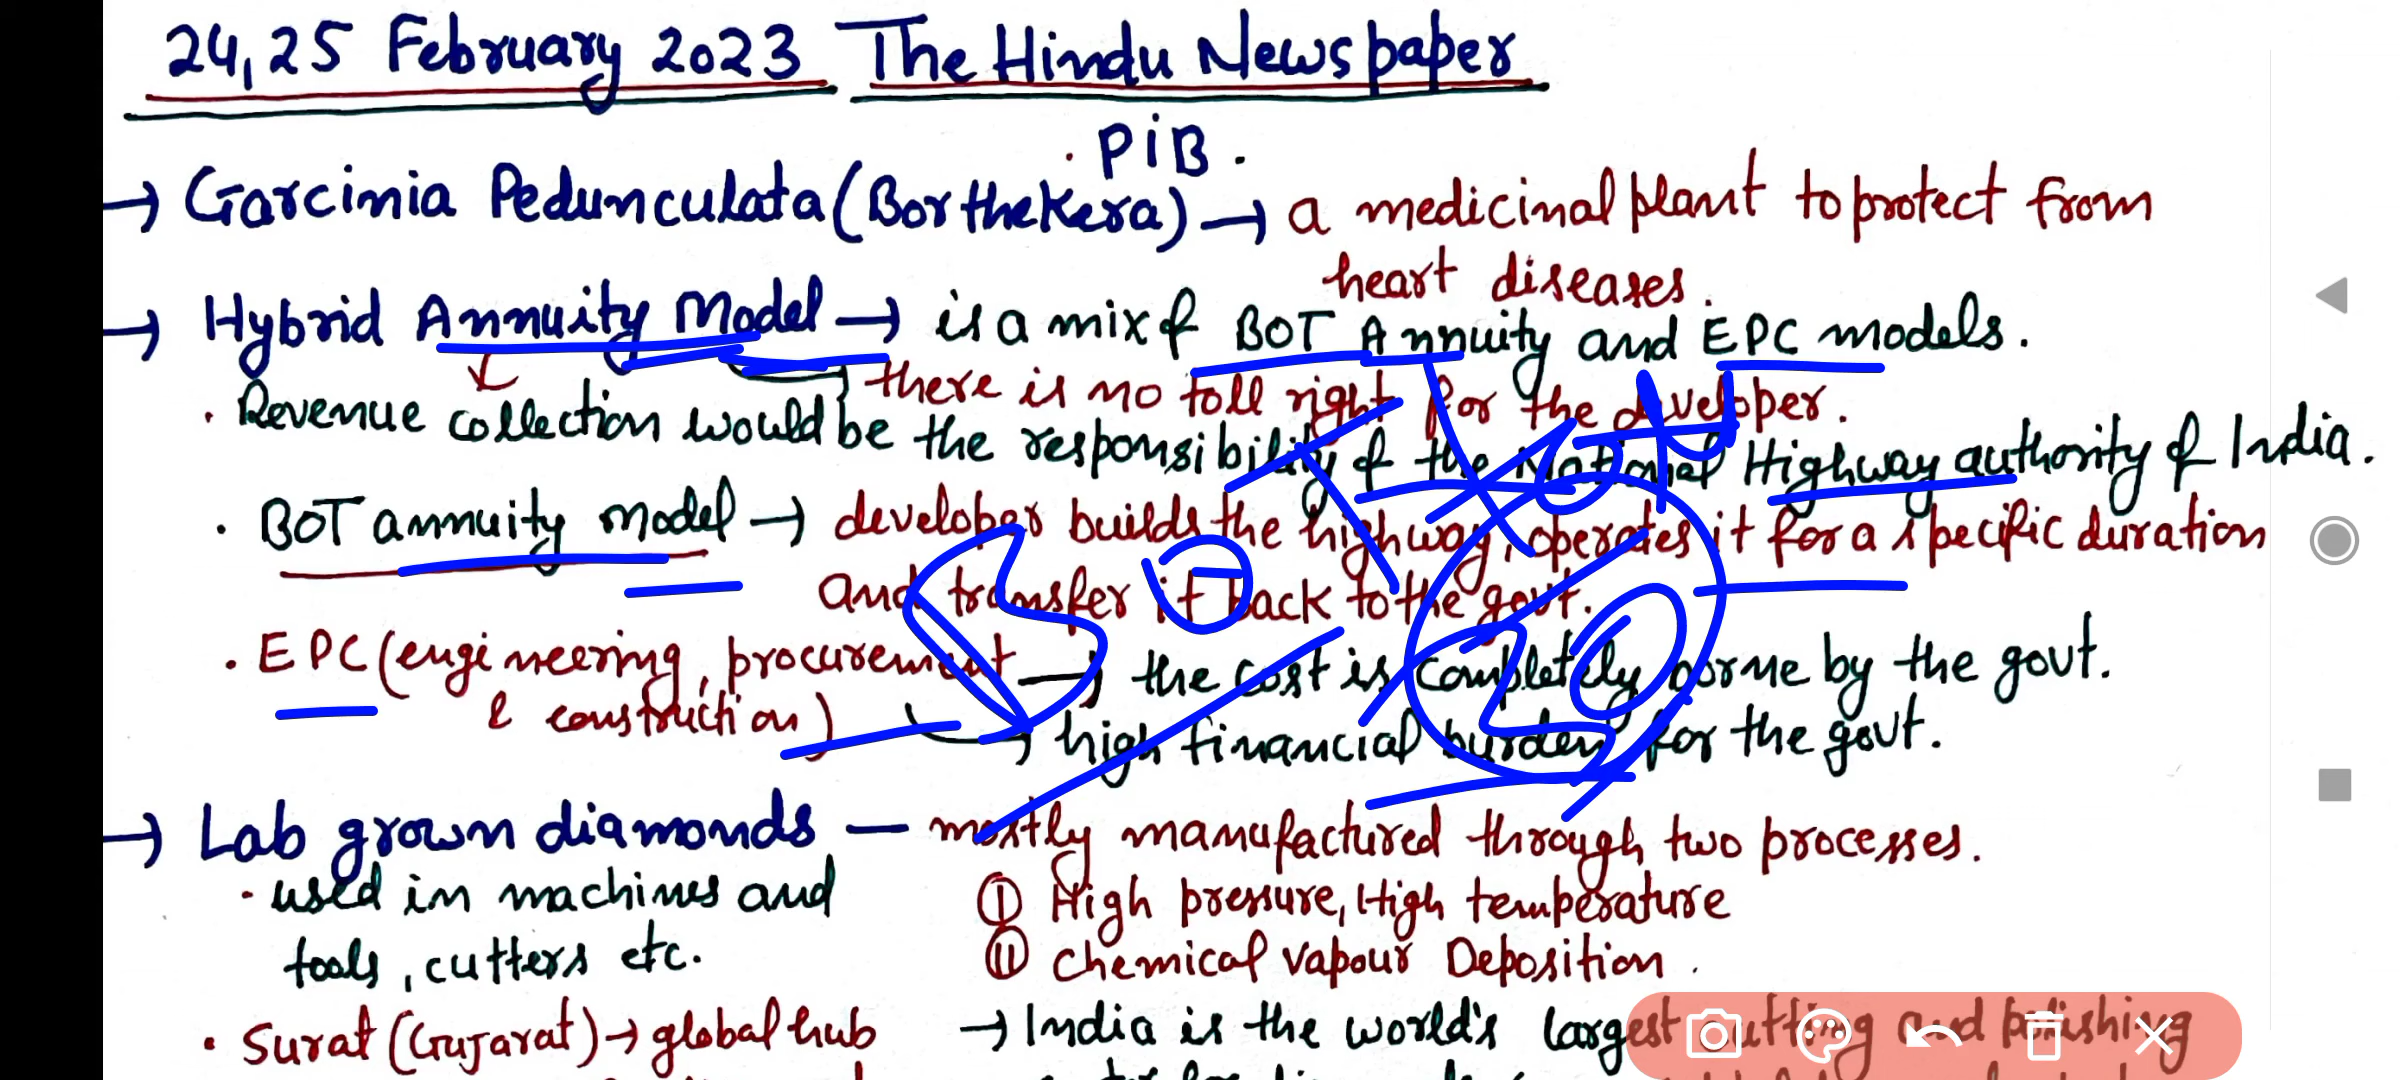 24,25 February 2023 The Hindu Newspaper
PiB.
→ Garcinia Pedunculata (Borthekera) → a medicinal plant to protect from
heart diseases.
→ Hybrid Annuity Model → is a mix of BOT Annuity and EPC models.
there is no toll right for the developer.
· Revenue collection would be the responsibility of the National Highway authority of India.
· BOT annuity model → developer builds the highway, operates it for a specific duration
and transfer it back to the govt.
· EPC (engineering, procurement → the cost is completely borne by the govt.
& construction) → high financial burden for the govt.
→ Lab grown diamonds — mostly manufactured through two processes.
· used in machines and
tools, cutters etc.
I High pressure, High temperature
II Chemical vapour Deposition.
· Surat (Gujarat) → global hub
→ India is the world's largest cutting and polishing